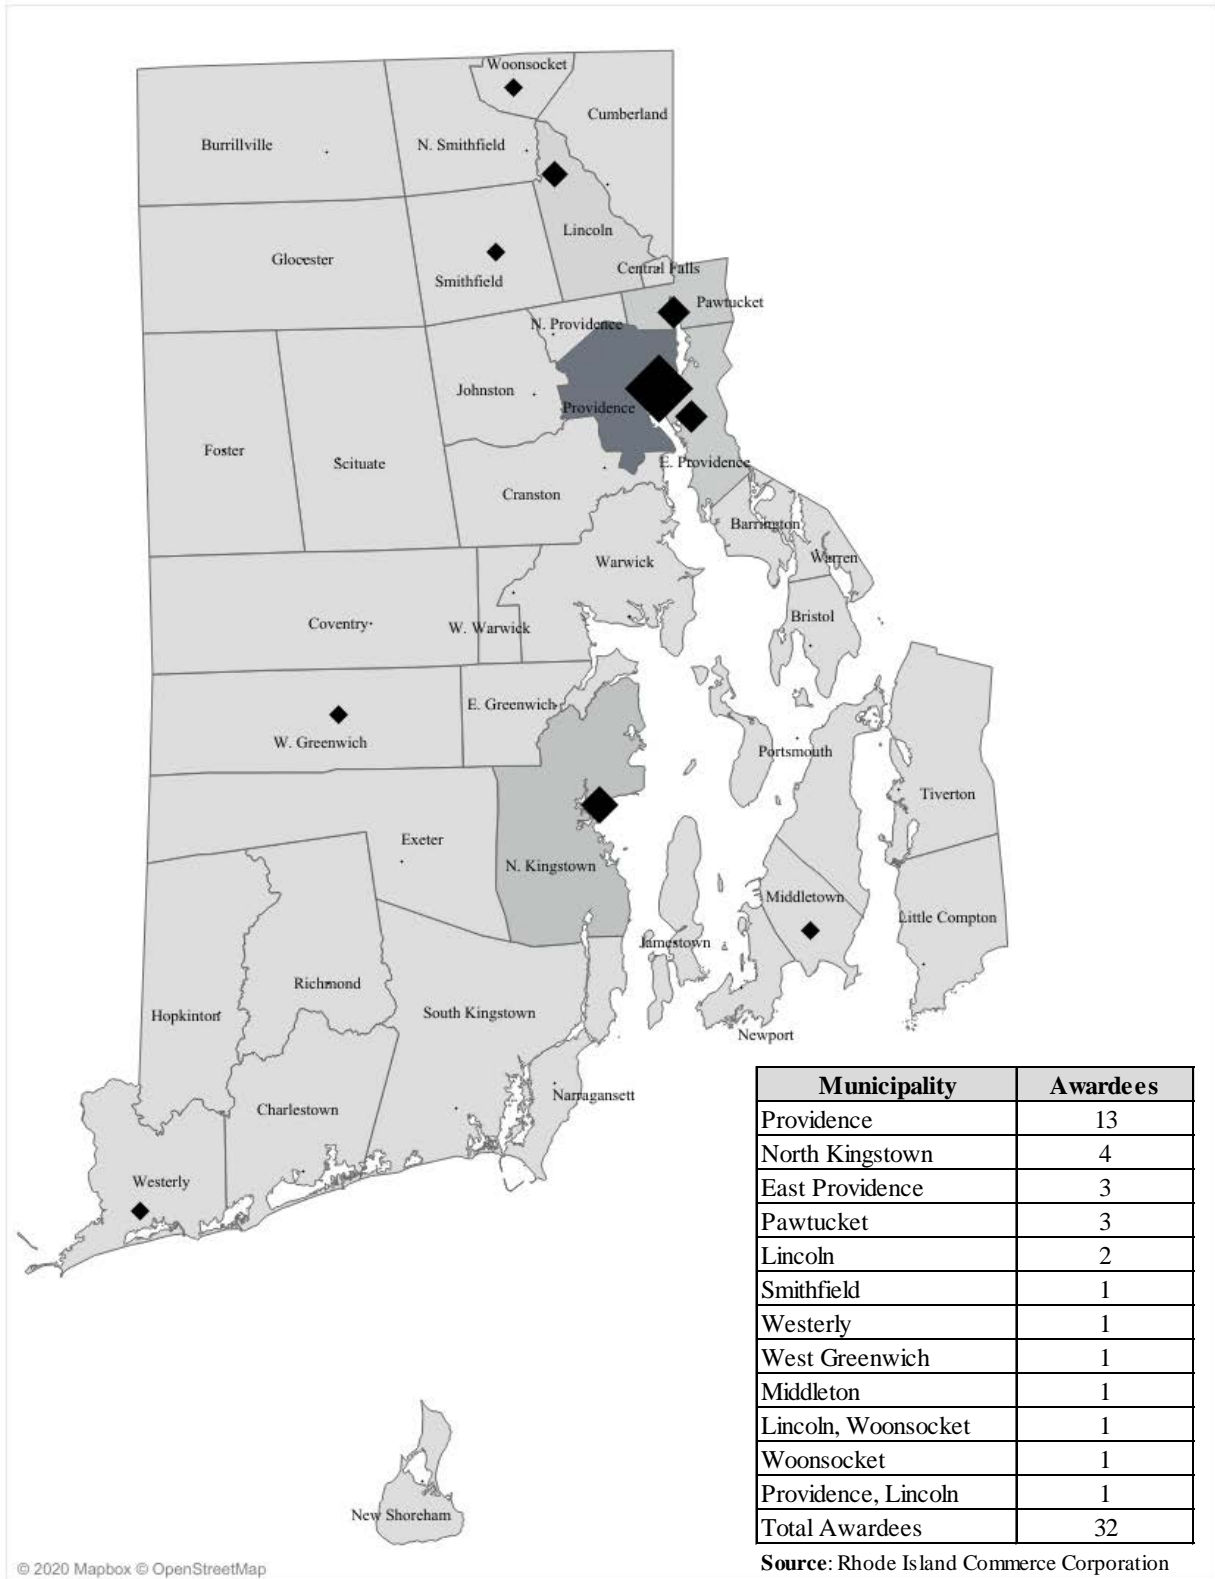 Woonsocket
Cumberland
Burrillville
N. Smithfield
Lincoln
Glocester
Central Falls
Smithfield
Pawtucket
N. Providence
Johnston
Providence
Foster
Scituate
E. Providence
Cranston
Barrington
Warren
Warwick
Bristol
Coventry
W. Warwick
E. Greenwich
W. Greenwich
Portsmouth
Tiverton
Exeter
N. Kingstown
Middletown
Little Compton
Jamestown
Richmond
Hopkinton
South Kingstown
Newport
Narragansett
Charlestown
Westerly
New Shoreham
Municipality Awardees
Providence 13
North Kingstown 4
East Providence 3
Pawtucket 3
Lincoln 2
Smithfield 1
Westerly 1
West Greenwich 1
Middleton 1
Lincoln, Woonsocket 1
Woonsocket 1
Providence, Lincoln 1
Total Awardees 32
Source: Rhode Island Commerce Corporation
© 2020 Mapbox © OpenStreetMap